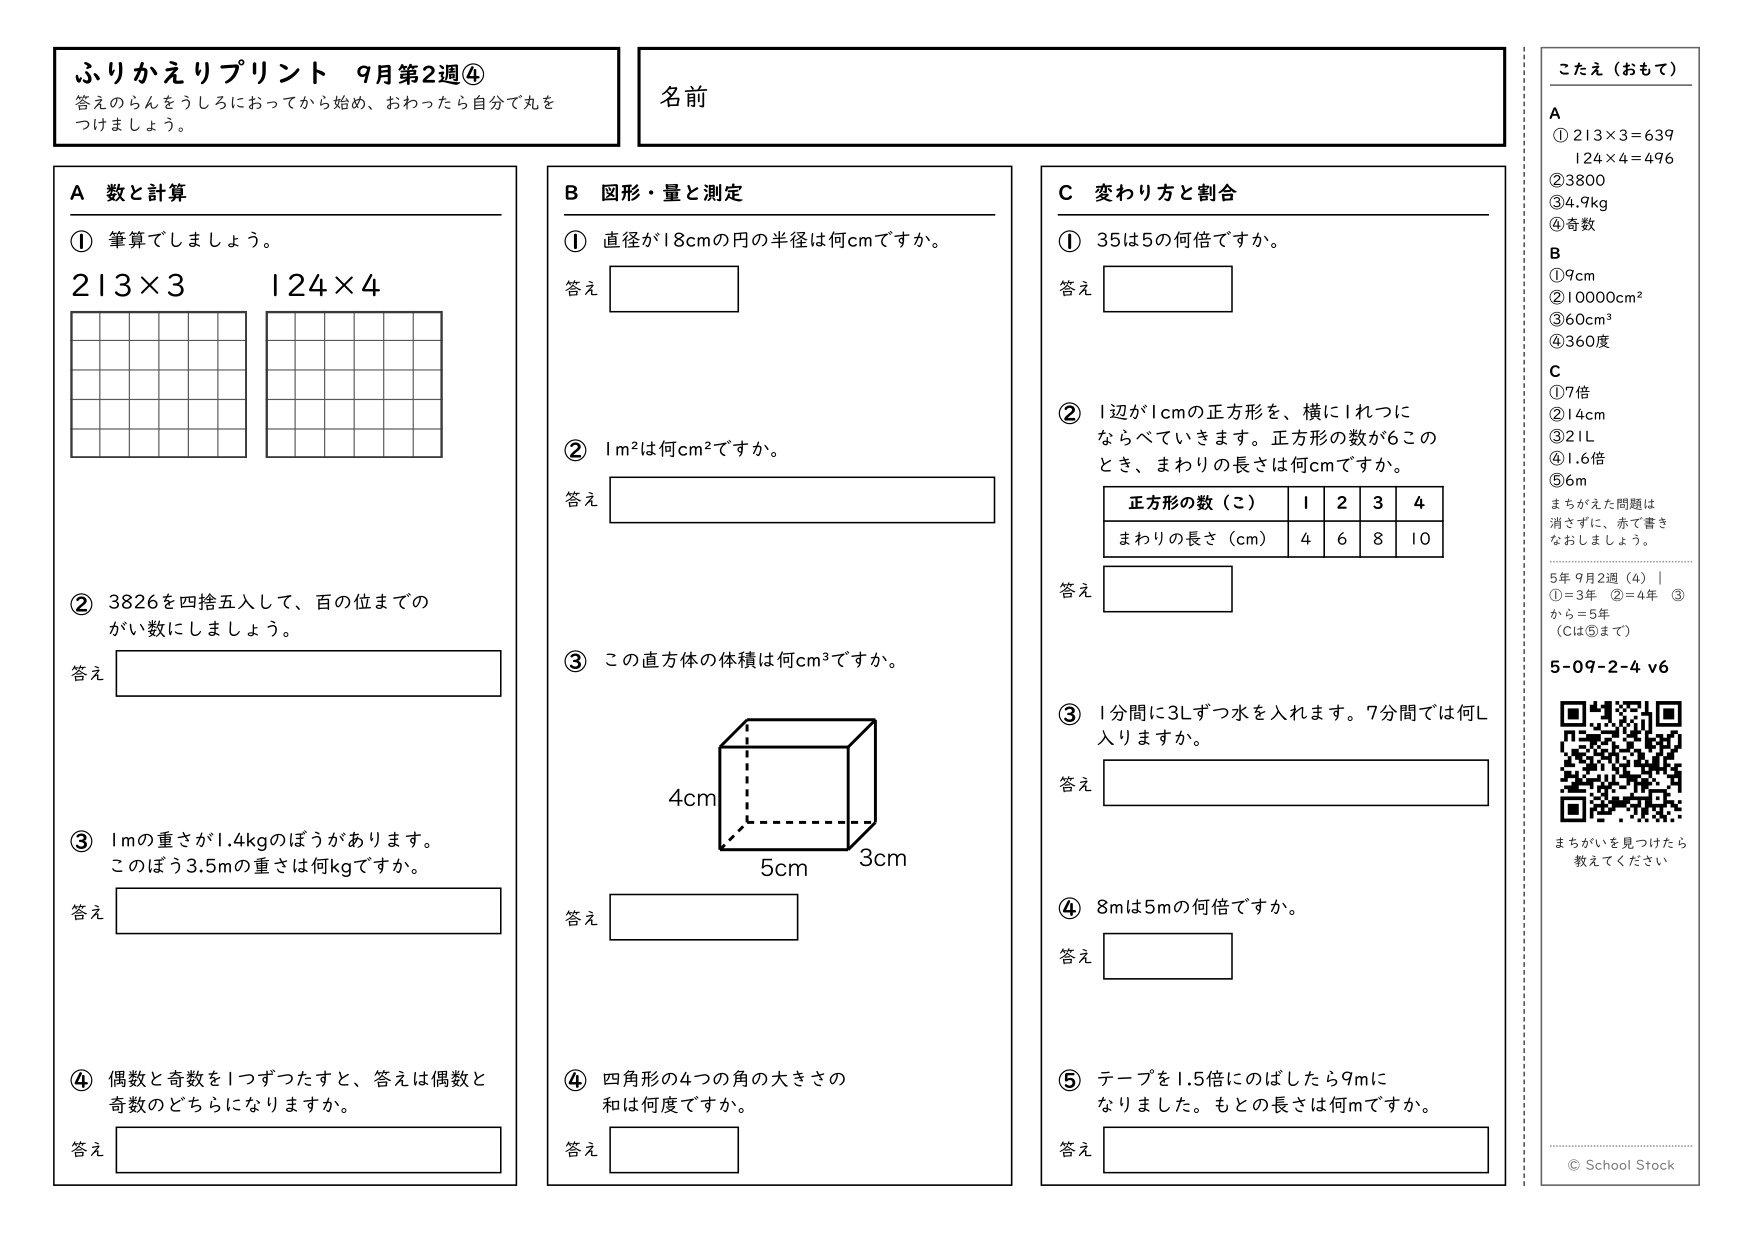 ふりかえりプリント　9月第2週④
答えのらんをうしろにおってから始め、おわったら自分で丸を
つけましょう。
名前
A　数と計算
① 筆算でしましょう。
213×3　124×4
② 3826を四捨五入して、百の位までの
がい数にしましょう。
答え
③ 1mの重さが1.4kgのぼうがあります。
このぼう3.5mの重さは何kgですか。
答え
④ 偶数と奇数を1つずつたすと、答えは偶数と
奇数のどちらになりますか。
答え
B　図形・量と測定
① 直径が18cmの円の半径は何cmですか。
答え
② 1m²は何cm²ですか。
答え
③ この直方体の体積は何cm³ですか。
4cm
5cm
3cm
答え
④ 四角形の4つの角の大きさの
和は何度ですか。
答え
C　変わり方と割合
① 35は5の何倍ですか。
答え
② 1辺が1cmの正方形を、横に1れつに
ならべていきます。正方形の数が6この
とき、まわりの長さは何cmですか。
正方形の数（こ） 1 2 3 4
まわりの長さ（cm） 4 6 8 10
答え
③ 1分間に3Lずつ水を入れます。7分間では何L
入りますか。
答え
④ 8mは5mの何倍ですか。
答え
⑤ テープを1.5倍にのばしたら9mに
なりました。もとの長さは何mですか。
答え
こたえ（おもて）
A
①213×3＝639
124×4＝496
②3800
③4.9kg
④奇数
B
①9cm
②10000cm²
③60cm³
④360度
C
①7倍
②14cm
③21L
④1.6倍
⑤6m
まちがえた問題は
消さずに、赤で書き
なおしましょう。
5年 9月2週（4）｜
①＝3年　②＝4年　③
から＝5年
（Cは⑤まで）
5-09-2-4 v6
まちがいを見つけたら
教えてください
© School Stock